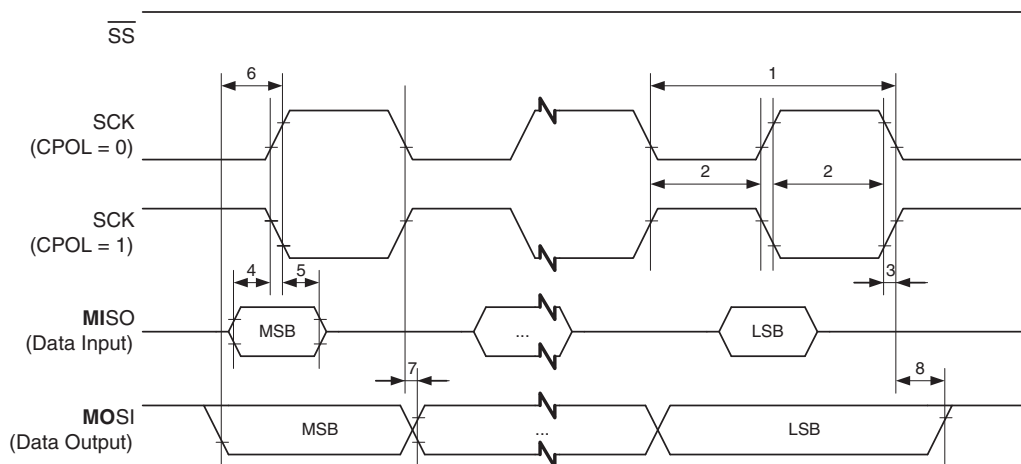 SS
6
1
SCK
(CPOL = 0)
2
2
SCK
(CPOL = 1)
4
5
3
MISO
(Data Input)
MSB
...
LSB
7
8
MOSI
(Data Output)
MSB
...
LSB